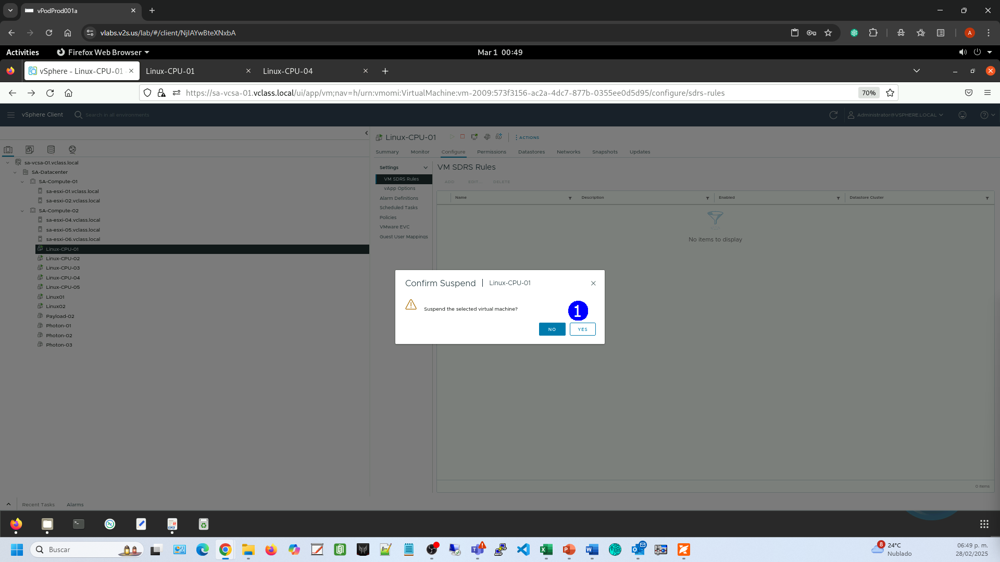 vPodProd001a
vlabs.v2s.us/lab/#/client/NjIAYwBteXNxbA
A
Activities
Firefox Web Browser
Mar 1 00:49
vSphere - Linux-CPU-01 -
Linux-CPU-01
Linux-CPU-04
https://sa-vcsa-01.vclass.local/ui/app/vm;nav=h/urn:vmomi:VirtualMachine:vm-2009:573f3156-ac2a-4dc7-877b-0355ee0d5d95/configure/sdrs-rules
70%
vSphere Client
Search in all environments
Administrator@VSPHERE.LOCAL
sa-vcsa-01.vclass.local
SA-Datacenter
SA-Compute-01
sa-esxi-01.vclass.local
sa-esxi-02.vclass.local
SA-Compute-02
sa-esxi-04.vclass.local
sa-esxi-05.vclass.local
sa-esxi-06.vclass.local
Linux-CPU-01
Linux-CPU-02
Linux-CPU-03
Linux-CPU-04
Linux-CPU-05
Linux01
Linux02
Payload-02
Photon-01
Photon-02
Photon-03
Linux-CPU-01
ACTIONS
Summary Monitor Configure Permissions Datastores Networks Snapshots Updates
Settings
VM SDRS Rules
vApp Options
Alarm Definitions
Scheduled Tasks
Policies
VMware EVC
Guest User Mappings
VM SDRS Rules
ADD EDIT... DELETE
Name Description Enabled Datastore Cluster
No items to display
Confirm Suspend | Linux-CPU-01
Suspend the selected virtual machine?
1
NO YES
0 items
Recent Tasks Alarms
Buscar
8
24°C
Nublado
06:49 p. m.
28/02/2025